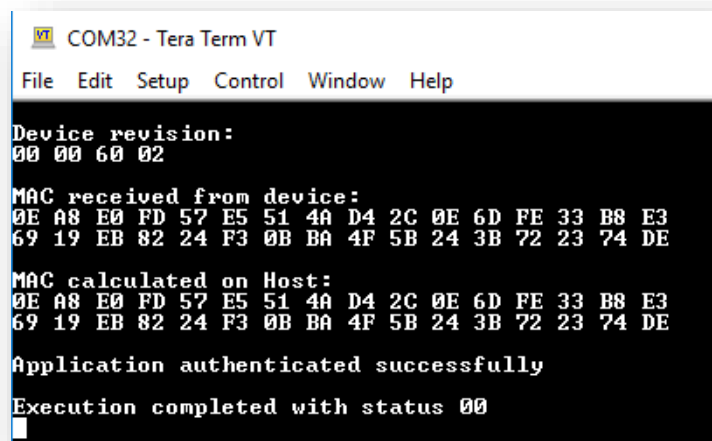 VT COM32 - Tera Term VT
File Edit Setup Control Window Help
Device revision:
00 00 60 02
MAC received from device:
0E A8 E0 FD 57 E5 51 4A D4 2C 0E 6D FE 33 B8 E3
69 19 EB 82 24 F3 0B BA 4F 5B 24 3B 72 23 74 DE
MAC calculated on Host:
0E A8 E0 FD 57 E5 51 4A D4 2C 0E 6D FE 33 B8 E3
69 19 EB 82 24 F3 0B BA 4F 5B 24 3B 72 23 74 DE
Application authenticated successfully
Execution completed with status 00